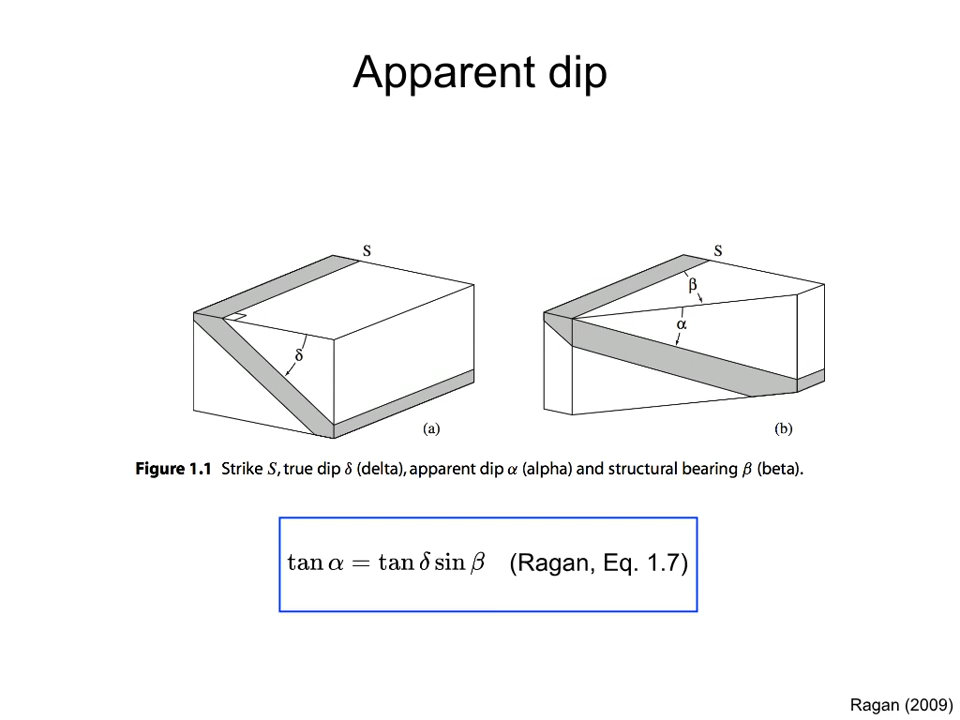 Apparent dip
S
δ
(a)
S
β
α
(b)
Figure 1.1 Strike S, true dip δ (delta), apparent dip α (alpha) and structural bearing β (beta).
tan α = tan δ sin β (Ragan, Eq. 1.7)
Ragan (2009)